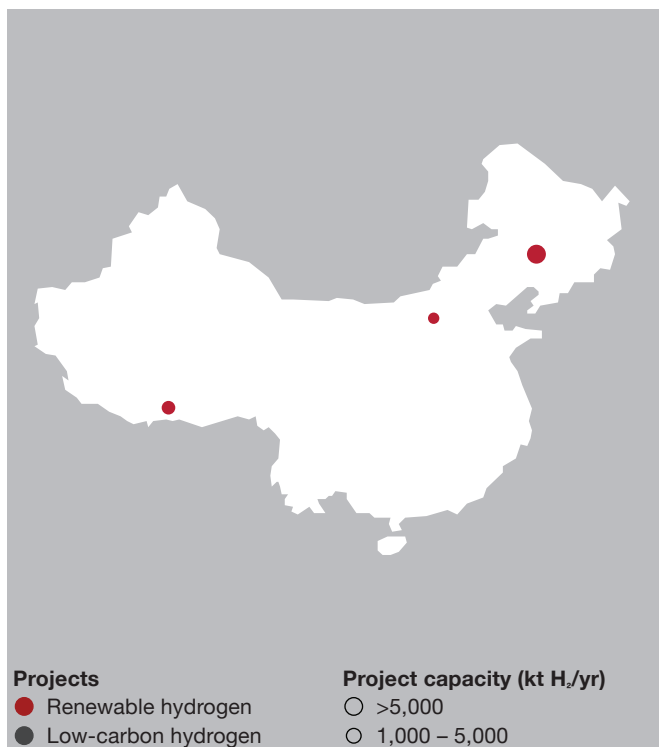 Projects
Renewable hydrogen
Low-carbon hydrogen
Project capacity (kt H₂/yr)
>5,000
1,000 – 5,000